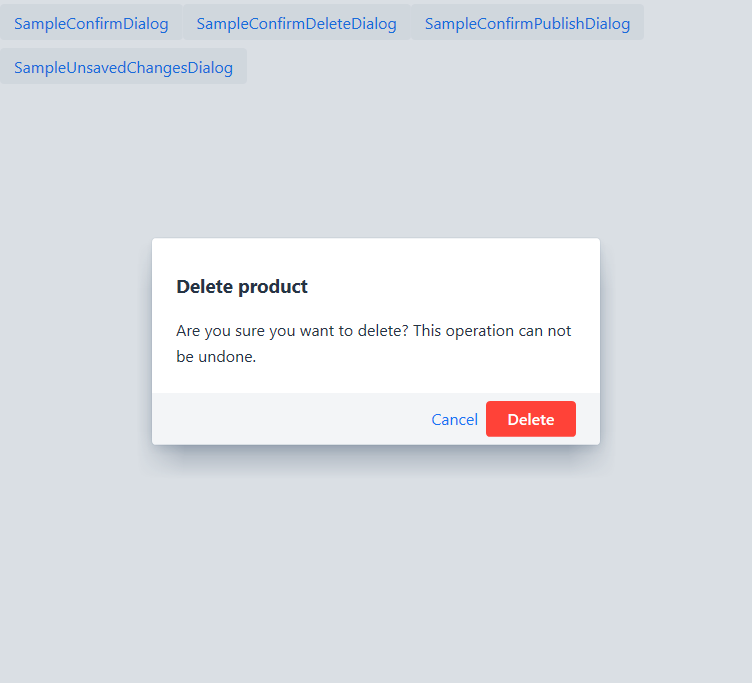 SampleConfirmDialog SampleConfirmDeleteDialog SampleConfirmPublishDialog
SampleUnsavedChangesDialog
Delete product
Are you sure you want to delete? This operation can not
be undone.
Cancel Delete